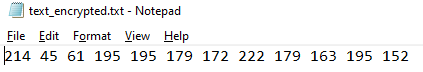 text_encrypted.txt - Notepad
File Edit Format View Help
214 45 61 195 195 179 172 222 179 163 195 152